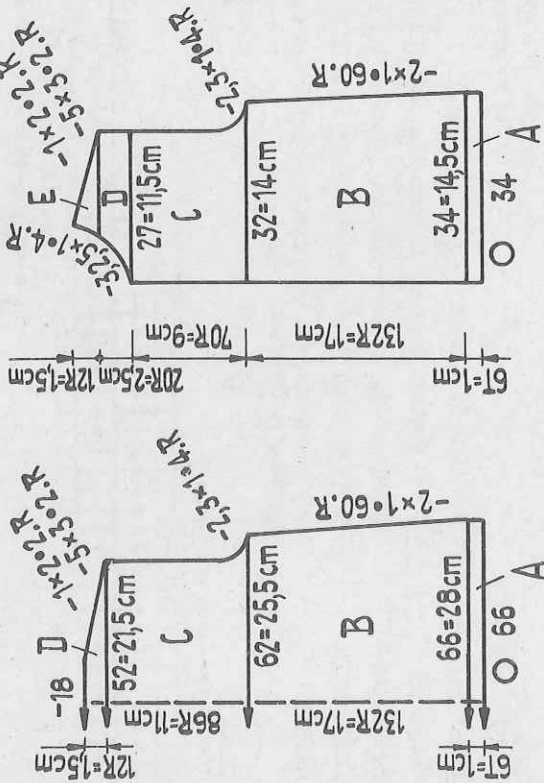 -18
D
-1×2•2.R
-5×3•2.R
52=21,5cm
C
-2,3×1•4.R
62=25,5cm
B
-2×1•60.R
66=28cm
A
66
12R=1,5cm
86R=11cm
132R=17cm
6T=1cm
E
-1×2•2.R
-5×3•2.R
-3,2,5×1•4.R
D
27=11,5cm
C
-2,3×1•4.R
32=14cm
B
-2×1•60.R
34=14,5cm
A
34
12R=1,5cm
20R=2,5cm
70R=9cm
132R=17cm
6T=1cm